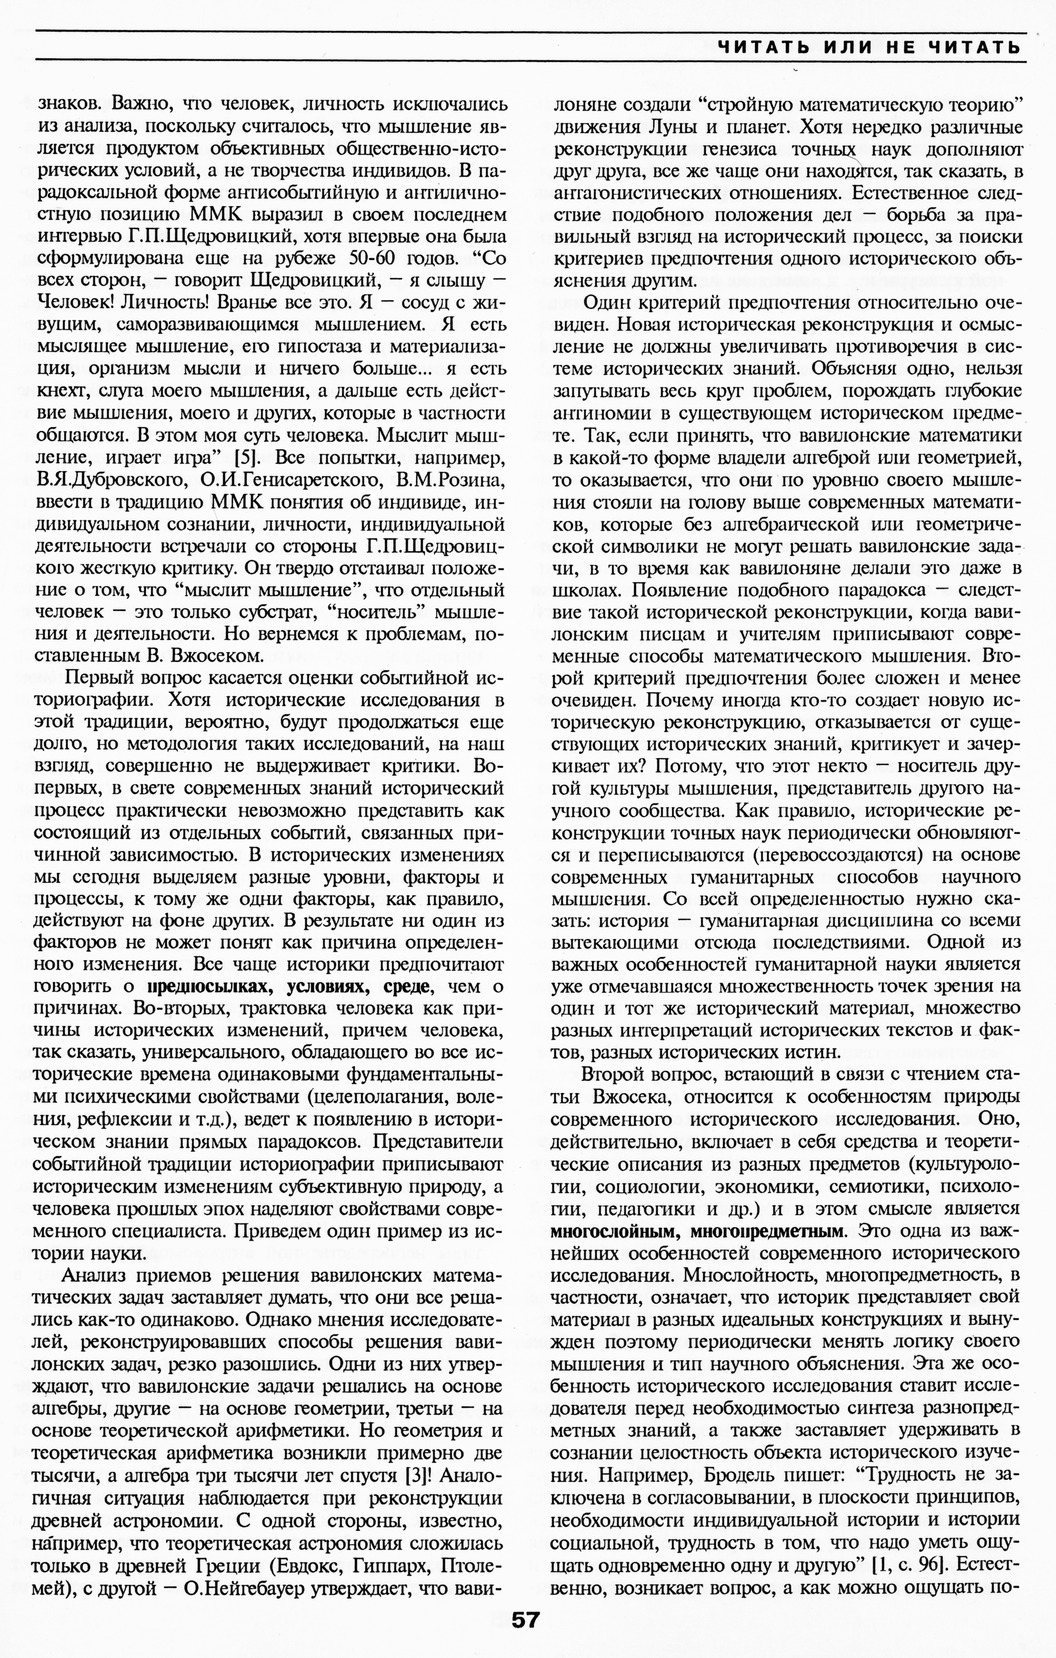 ЧИТАТЬ ИЛИ НЕ ЧИТАТЬ
знаков. Важно, что человек, личность исключались
из анализа, поскольку считалось, что мышление яв-
ляется продуктом объективных общественно-исто-
рических условий, а не творчества индивидов. В па-
радоксальной форме антисобытийную и антилично-
стную позицию ММК выразил в своем последнем
интервью Г.П.Щедровицкий, хотя впервые она была
сформулирована еще на рубеже 50-60 годов. “Со
всех сторон, — говорит Щедровицкий, — я слышу —
Человек! Личность! Вранье все это. Я — сосуд с жи-
вущим, саморазвивающимся мышлением. Я есть
мыслящее мышление, его гипостаза и материализа-
ция, организм мысли и ничего больше... я есть
кнехт, слуга моего мышления, а дальше есть дейст-
вие мышления, моего и других, которые в частности
общаются. В этом моя суть человека. Мыслит мыш-
ление, играет игра” [5]. Все попытки, например,
В.Я.Дубровского, О.И.Генисаретского, В.М.Розина,
ввести в традицию ММК понятия об индивиде, ин-
дивидуальном сознании, личности, индивидуальной
деятельности встречали со стороны Г.П.Щедровиц-
кого жесткую критику. Он твердо отстаивал положе-
ние о том, что “мыслит мышление”, что отдельный
человек — это только субстрат, “носитель” мышле-
ния и деятельности. Но вернемся к проблемам, по-
ставленным В. Вжосеком.
Первый вопрос касается оценки событийной ис-
ториографии. Хотя исторические исследования в
этой традиции, вероятно, будут продолжаться еще
долго, но методология таких исследований, на наш
взгляд, совершенно не выдерживает критики. Во-
первых, в свете современных знаний исторический
процесс практически невозможно представить как
состоящий из отдельных событий, связанных при-
чинной зависимостью. В исторических изменениях
мы сегодня выделяем разные уровни, факторы и
процессы, к тому же одни факторы, как правило,
действуют на фоне других. В результате ни один из
факторов не может понят как причина определен-
ного изменения. Все чаще историки предпочитают
говорить о предпосылках, условиях, среде, чем о
причинах. Во-вторых, трактовка человека как при-
чины исторических изменений, причем человека,
так сказать, универсального, обладающего во все ис-
торические времена одинаковыми фундаментальны-
ми психическими свойствами (целеполагания, воле-
ния, рефлексии и т.д.), ведет к появлению в истори-
ческом знании прямых парадоксов. Представители
событийной традиции историографии приписывают
историческим изменениям субъективную природу, а
человека прошлых эпох наделяют свойствами совре-
менного специалиста. Приведем один пример из ис-
тории науки.
Анализ приемов решения вавилонских матема-
тических задач заставляет думать, что они все реша-
лись как-то одинаково. Однако мнения исследовате-
лей, реконструировавших способы решения вави-
лонских задач, резко разошлись. Одни из них утвер-
ждают, что вавилонские задачи решались на основе
алгебры, другие — на основе геометрии, третьи — на
основе теоретической арифметики. Но геометрия и
теоретическая арифметика возникли примерно две
тысячи, а алгебра три тысячи лет спустя [3]! Анало-
гичная ситуация наблюдается при реконструкции
древней астрономии. С одной стороны, известно,
например, что теоретическая астрономия сложилась
только в древней Греции (Евдокс, Гиппарх, Птоле-
мей), с другой — О.Нейгебауер утверждает, что вави-
лоняне создали “стройную математическую теорию”
движения Луны и планет. Хотя нередко различные
реконструкции генезиса точных наук дополняют
друг друга, все же чаще они находятся, так сказать, в
антагонистических отношениях. Естественное след-
ствие подобного положения дел — борьба за пра-
вильный взгляд на исторический процесс, за поиски
критериев предпочтения одного исторического объ-
яснения другим.
Один критерий предпочтения относительно оче-
виден. Новая историческая реконструкция и осмыс-
ление не должны увеличивать противоречия в сис-
теме исторических знаний. Объясняя одно, нельзя
запутывать весь круг проблем, порождать глубокие
антиномии в существующем историческом предме-
те. Так, если принять, что вавилонские математики
в какой-то форме владели алгеброй или геометрией,
то оказывается, что они по уровню своего мышле-
ния стояли на голову выше современных математи-
ков, которые без алгебраической или геометриче-
ской символики не могут решать вавилонские зада-
чи, в то время как вавилоняне делали это даже в
школах. Появление подобного парадокса — следст-
вие такой исторической реконструкции, когда вави-
лонским писцам и учителям приписывают совре-
менные способы математического мышления. Вто-
рой критерий предпочтения более сложен и менее
очевиден. Почему иногда кто-то создает новую ис-
торическую реконструкцию, отказывается от суще-
ствующих исторических знаний, критикует и зачер-
кивает их? Потому, что этот некто — носитель дру-
гой культуры мышления, представитель другого на-
учного сообщества. Как правило, исторические ре-
конструкции точных наук периодически обновляют-
ся и переписываются (перевоссоздаются) на основе
современных гуманитарных способов научного
мышления. Со всей определенностью нужно ска-
зать: история — гуманитарная дисциплина со всеми
вытекающими отсюда последствиями. Одной из
важных особенностей гуманитарной науки является
уже отмечавшаяся множественность точек зрения на
один и тот же исторический материал, множество
разных интерпретаций исторических текстов и фак-
тов, разных исторических истин.
Второй вопрос, встающий в связи с чтением ста-
тьи Вжосека, относится к особенностям природы
современного исторического исследования. Оно,
действительно, включает в себя средства и теорети-
ческие описания из разных предметов (культуроло-
гии, социологии, экономики, семиотики, психоло-
гии, педагогики и др.) и в этом смысле является
многослойным, многопредметным. Это одна из важ-
нейших особенностей современного исторического
исследования. Мнослойность, многопредметность, в
частности, означает, что историк представляет свой
материал в разных идеальных конструкциях и выну-
жден поэтому периодически менять логику своего
мышления и тип научного объяснения. Эта же осо-
бенность исторического исследования ставит иссле-
дователя перед необходимостью синтеза разнопред-
метных знаний, а также заставляет удерживать в
сознании целостность объекта исторического изуче-
ния. Например, Бродель пишет: “Трудность не за-
ключена в согласовывании, в плоскости принципов,
необходимости индивидуальной истории и истории
социальной, трудность в том, что надо уметь ощу-
щать одновременно одну и другую” [1, с. 96]. Естест-
венно, возникает вопрос, а как можно ощущать по-
57